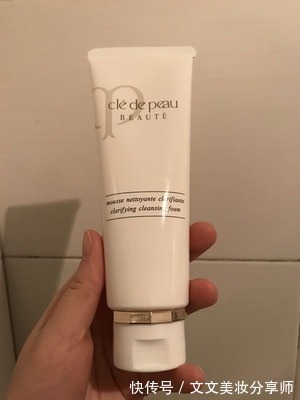 clé de peau
BEAUTÉ
mousse nettoyante clarifiante
clarifying cleansing foam
快传号 / 文文美妆分享师